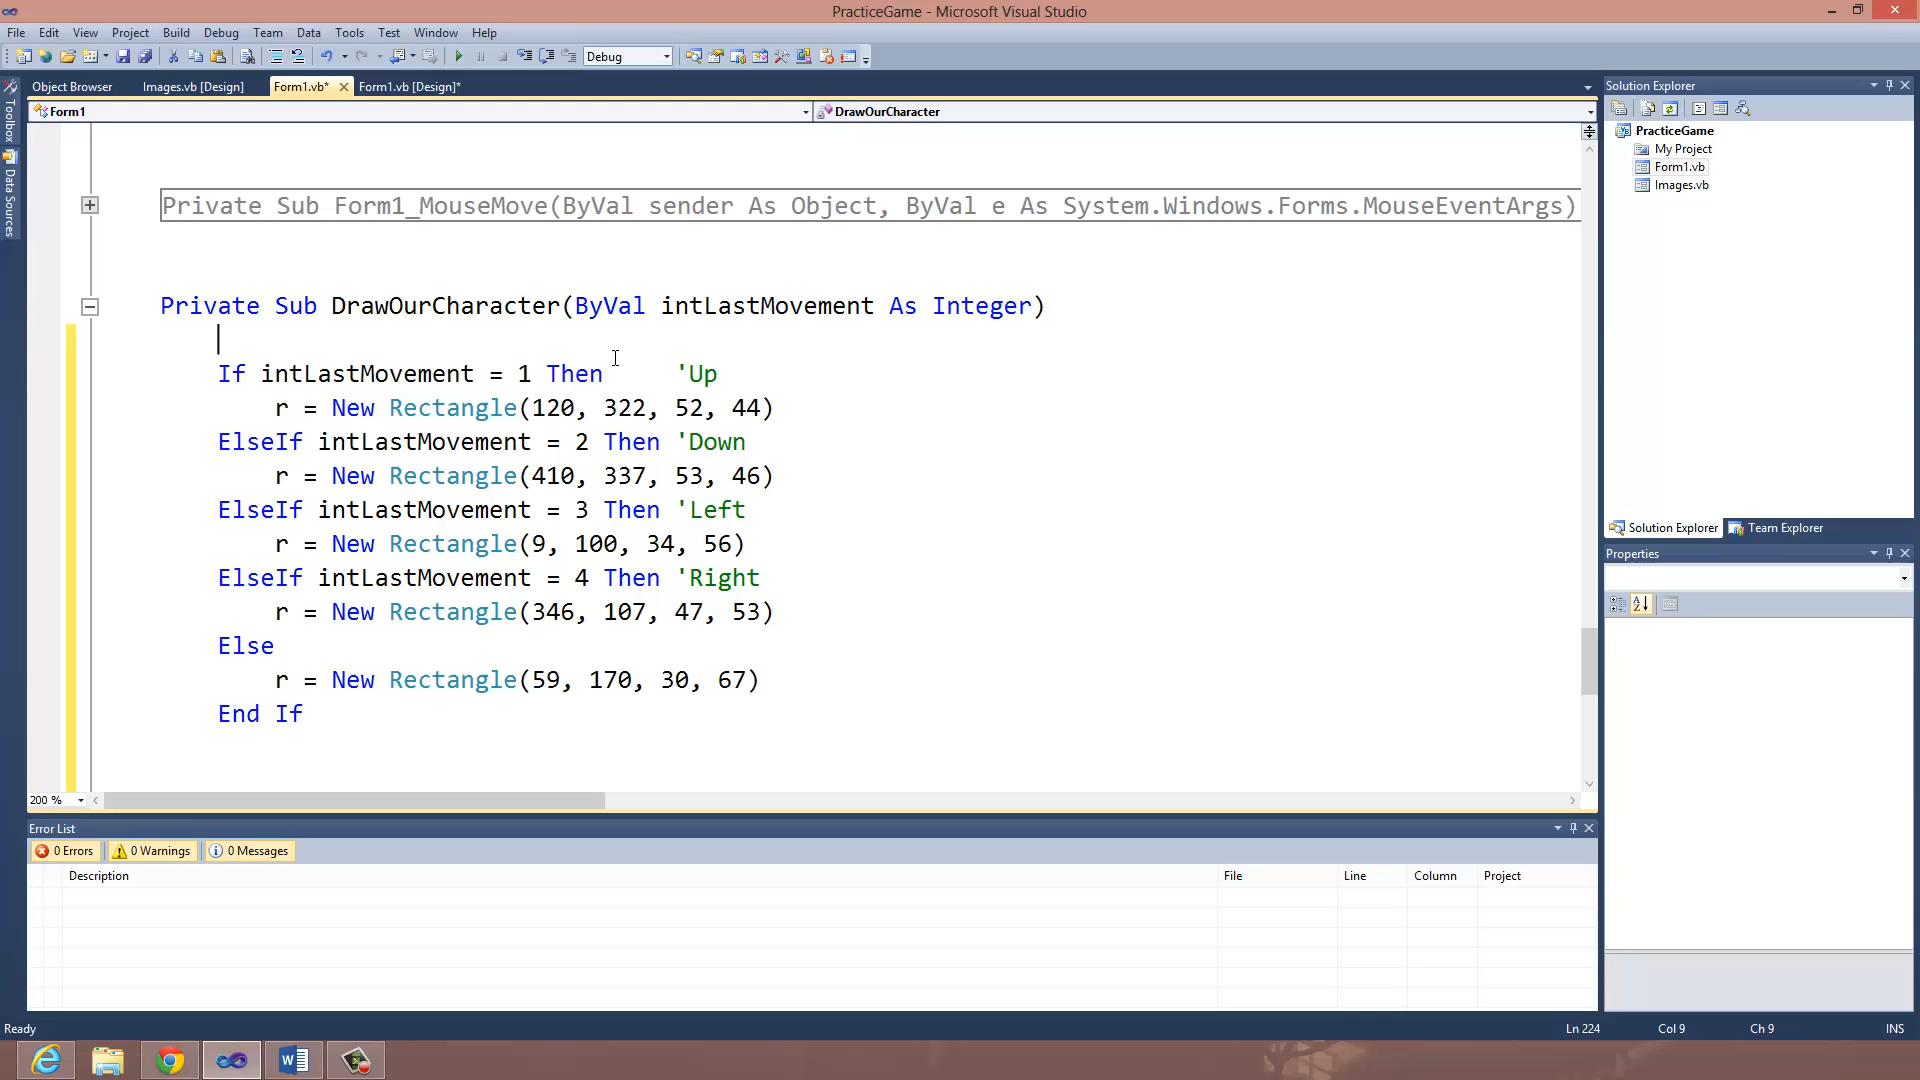 PracticeGame - Microsoft Visual Studio
File Edit View Project Build Debug Team Data Tools Test Window Help
Debug
Object Browser Images.vb [Design] Form1.vb* Form1.vb [Design]*
Form1 DrawOurCharacter
Toolbox
Data Sources
Private Sub Form1_MouseMove(ByVal sender As Object, ByVal e As System.Windows.Forms.MouseEventArgs)
Private Sub DrawOurCharacter(ByVal intLastMovement As Integer)
If intLastMovement = 1 Then 'Up
r = New Rectangle(120, 322, 52, 44)
ElseIf intLastMovement = 2 Then 'Down
r = New Rectangle(410, 337, 53, 46)
ElseIf intLastMovement = 3 Then 'Left
r = New Rectangle(9, 100, 34, 56)
ElseIf intLastMovement = 4 Then 'Right
r = New Rectangle(346, 107, 47, 53)
Else
r = New Rectangle(59, 170, 30, 67)
End If
200 %
Solution Explorer
PracticeGame
My Project
Form1.vb
Images.vb
Solution Explorer Team Explorer
Properties
Error List
0 Errors 0 Warnings 0 Messages
Description File Line Column Project
Ready Ln 224 Col 9 Ch 9 INS